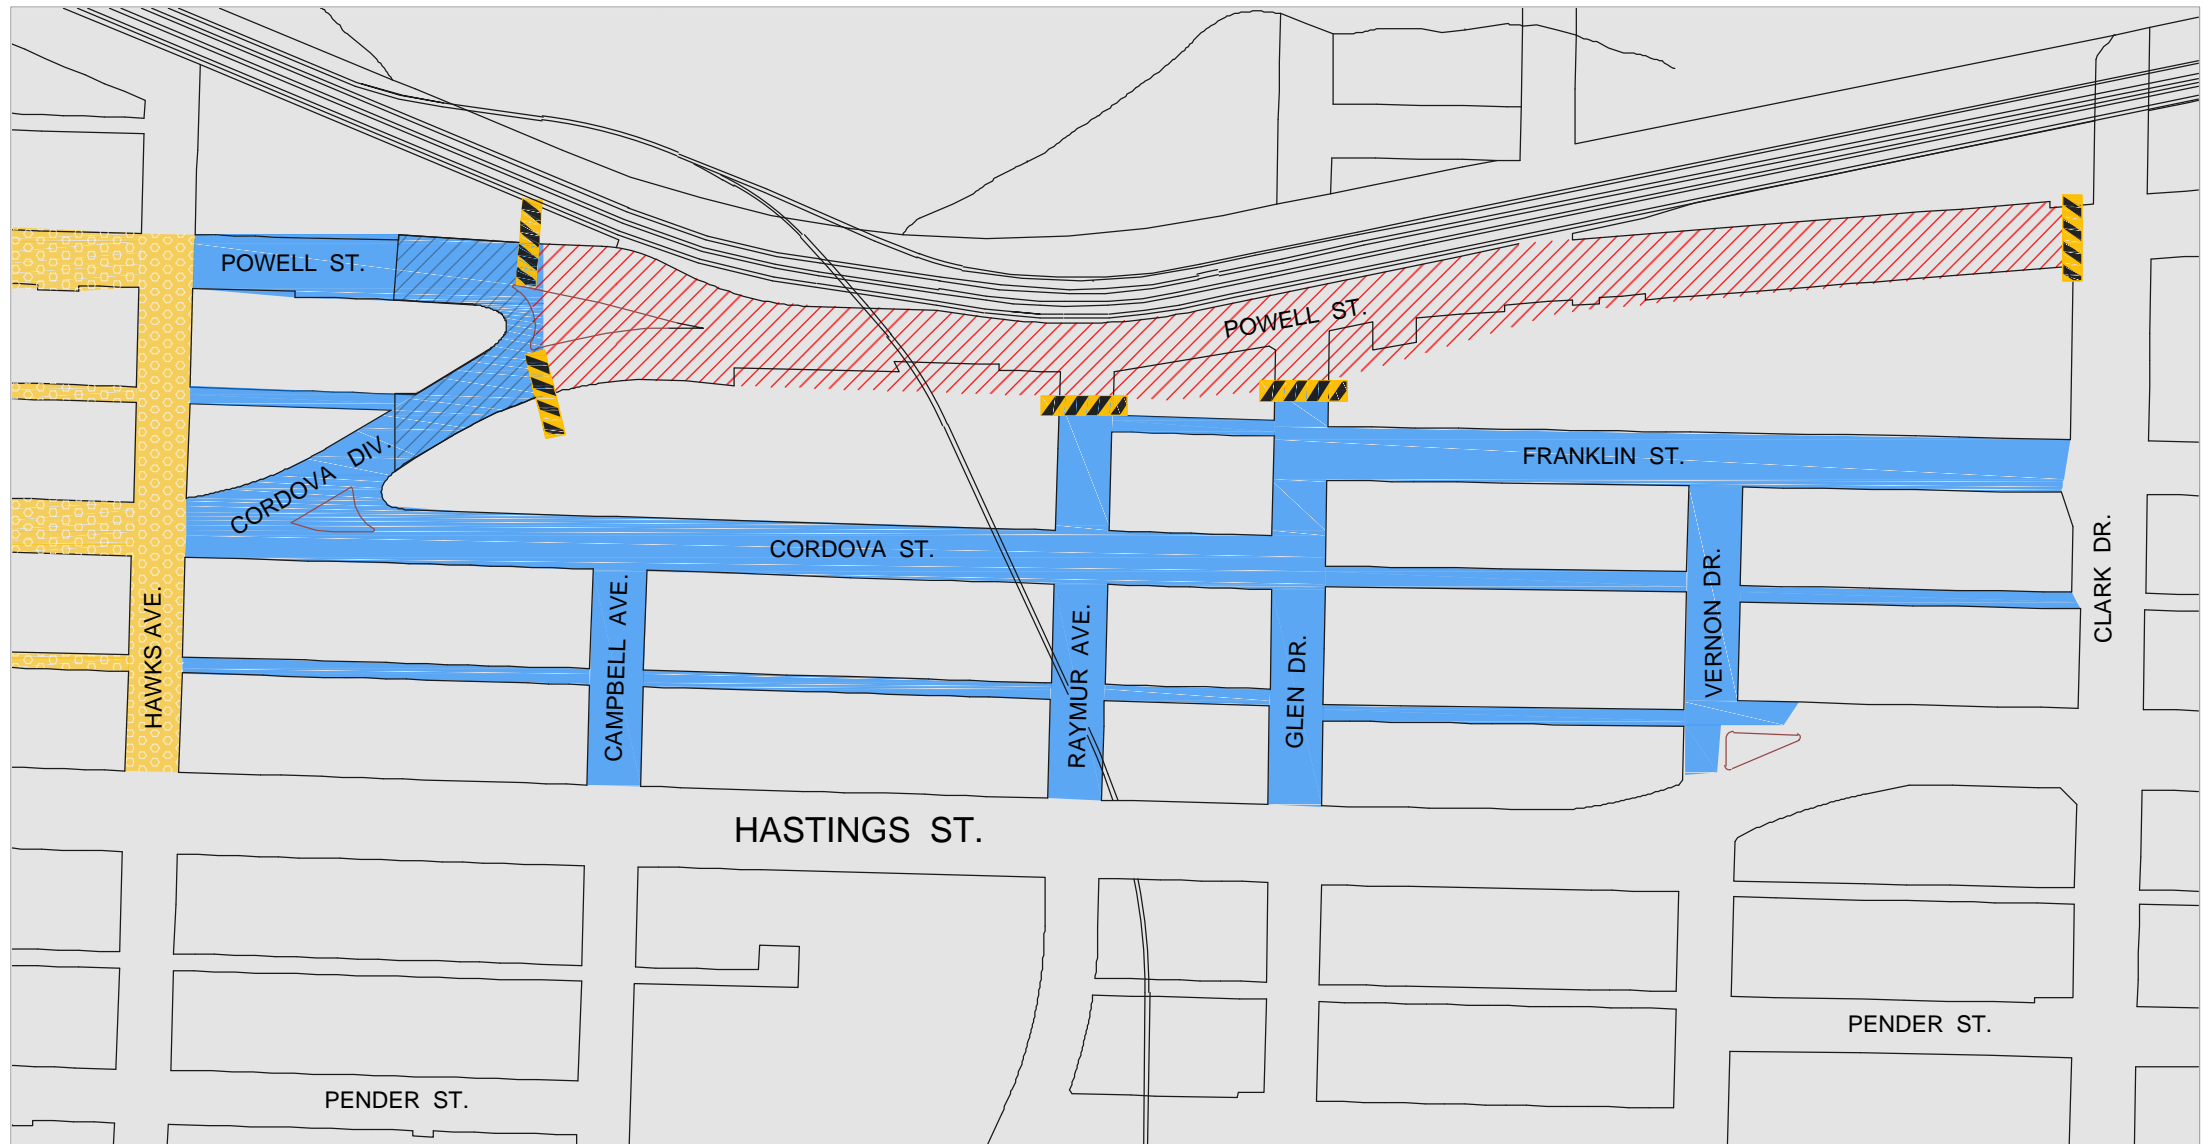 POWELL ST.
POWELL ST.
CORDOVA DIV.
FRANKLIN ST.
CORDOVA ST.
HAWKS AVE.
CAMPBELL AVE.
RAYMUR AVE.
GLEN DR.
VERNON DR.
CLARK DR.
HASTINGS ST.
PENDER ST.
PENDER ST.